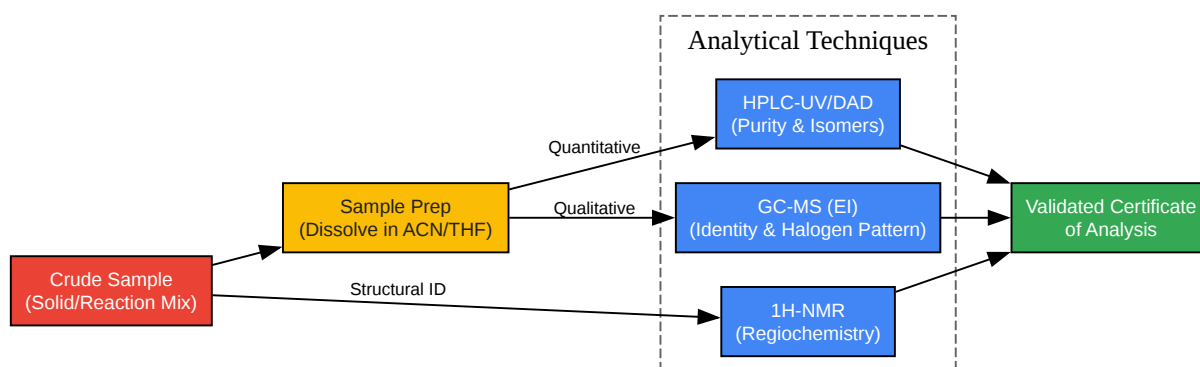 Analytical Techniques
HPLC-UV/DAD
(Purity & Isomers)
Quantitative
Sample Prep
(Dissolve in ACN/THF)
Qualitative
GC-MS (EI)
(Identity & Halogen Pattern)
Validated Certificate
of Analysis
Crude Sample
(Solid/Reaction Mix)
Structural ID
1H-NMR
(Regiochemistry)